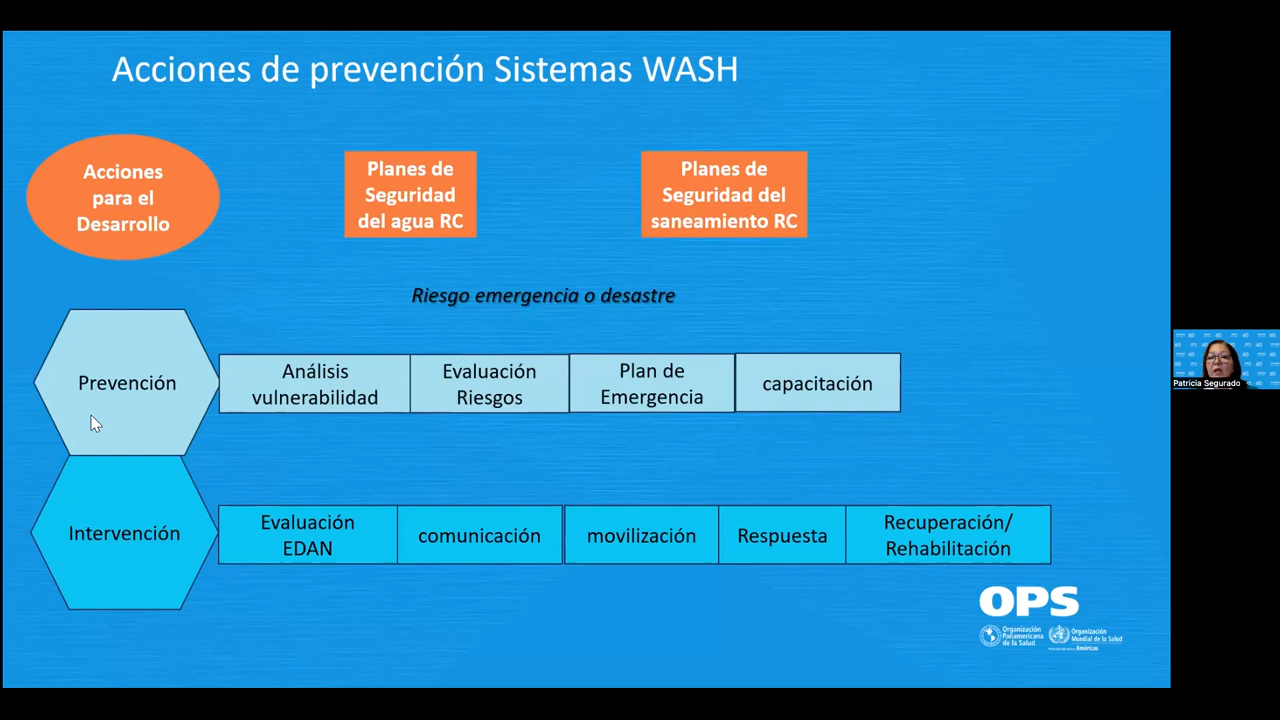 Acciones de prevención Sistemas WASH
Acciones
para el
Desarrollo
Planes de
Seguridad
del agua RC
Planes de
Seguridad del
saneamiento RC
Riesgo emergencia o desastre
Prevención
Análisis
vulnerabilidad
Evaluación
Riesgos
Plan de
Emergencia
capacitación
Intervención
Evaluación
EDAN
comunicación
movilización
Respuesta
Recuperación/
Rehabilitación
OPS
Organización
Panamericana
de la Salud
Organización
Mundial de la Salud
Américas
Patricia Segurado